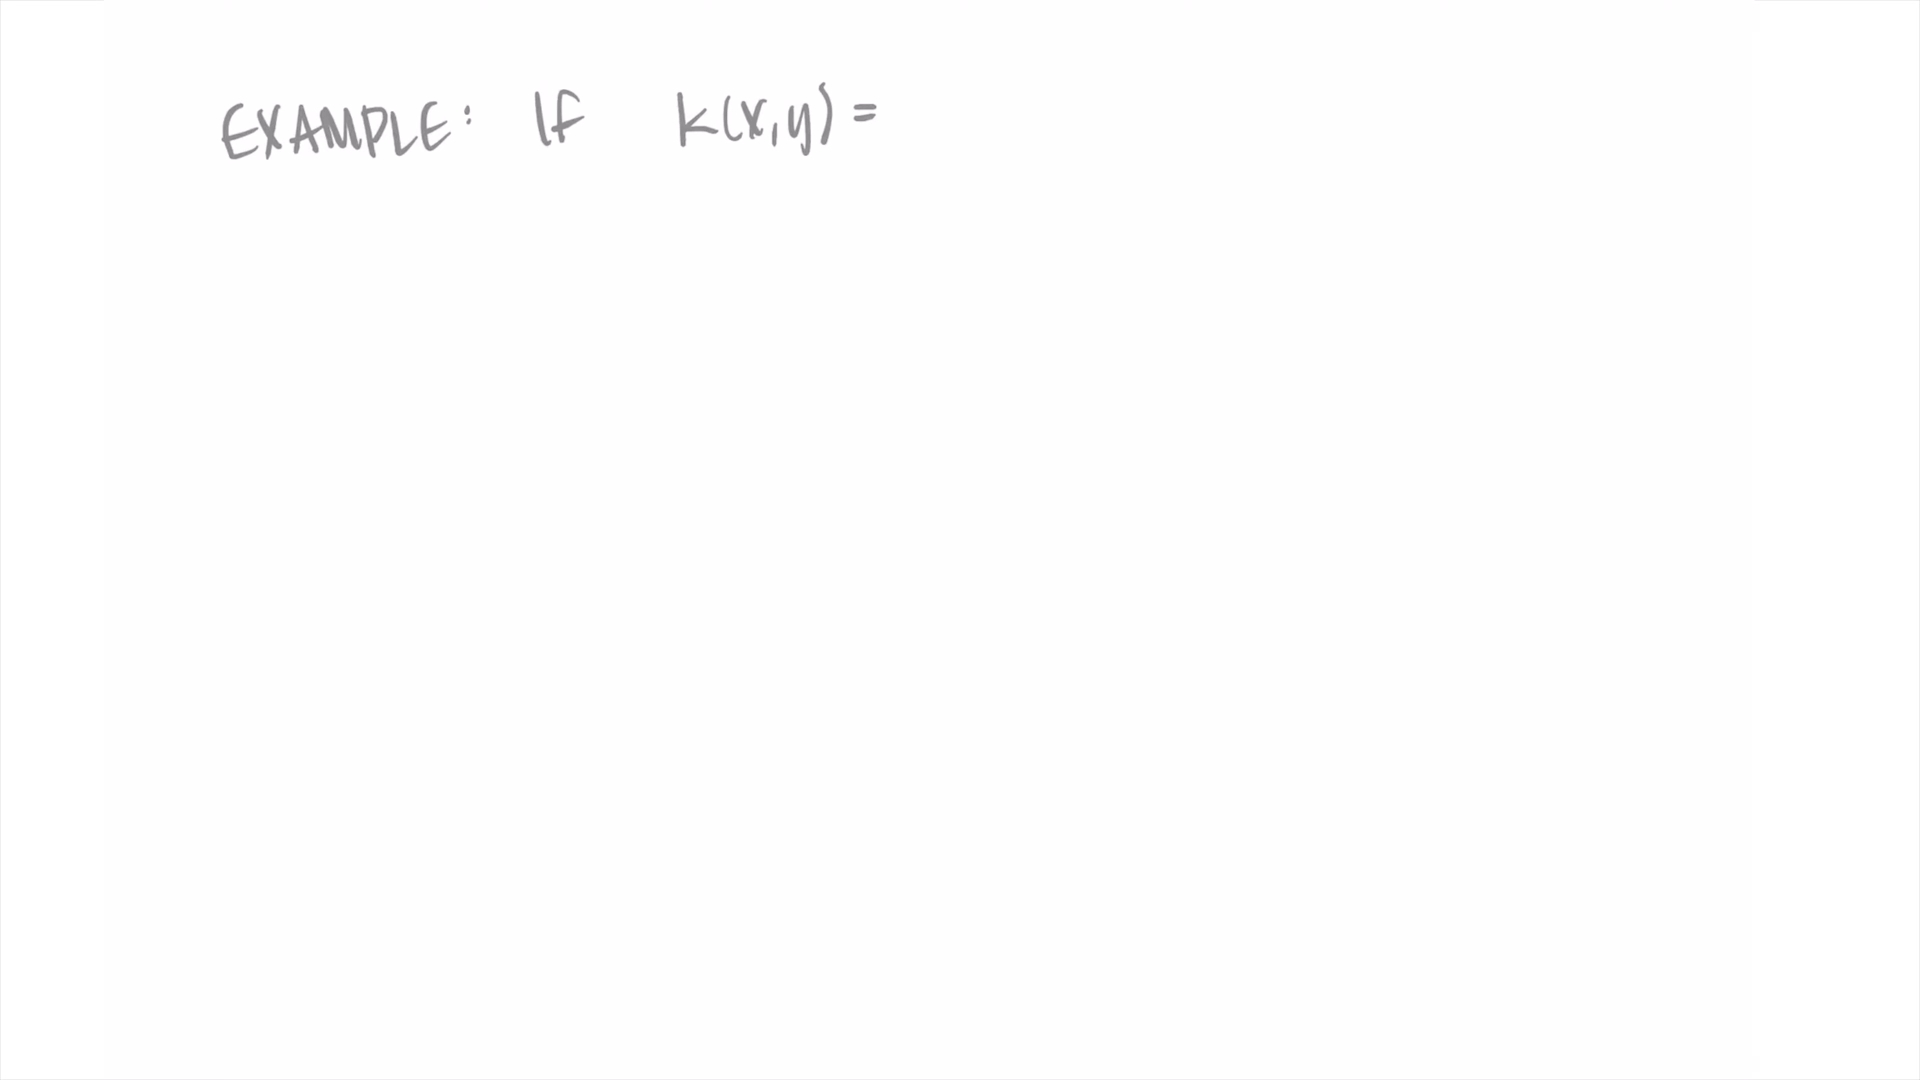 EXAMPLE: If k(x,y) =